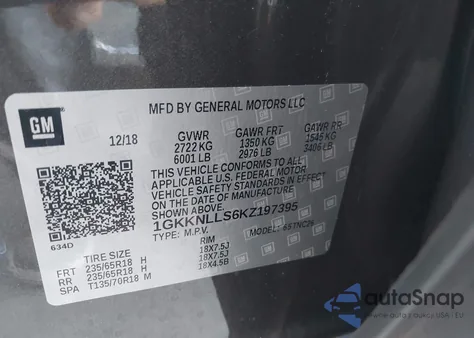 MFD BY GENERAL MOTORS LLC
GM
12/18 GVWR GAWR FRT GAWR RR
2722 KG 1350 KG 1545 KG
6001 LB 2976 LB 3406 LB
THIS VEHICLE CONFORMS TO ALL
APPLICABLE U.S. FEDERAL MOTOR
VEHICLE SAFETY
STANDARDS IN EFFECT ON THE DATE OF
MANUFACTURE SHOWN ABOVE.
1GKKNLLS6KZ197395
TYPE: M.P.V. MODEL:
634D
TIRE SIZE RIM
FRT 235/65R18 H 18X7.5J
RR 235/65R18 H 18X7.5J
SPA T135/70R18 M 18X4.5B
autoSnap